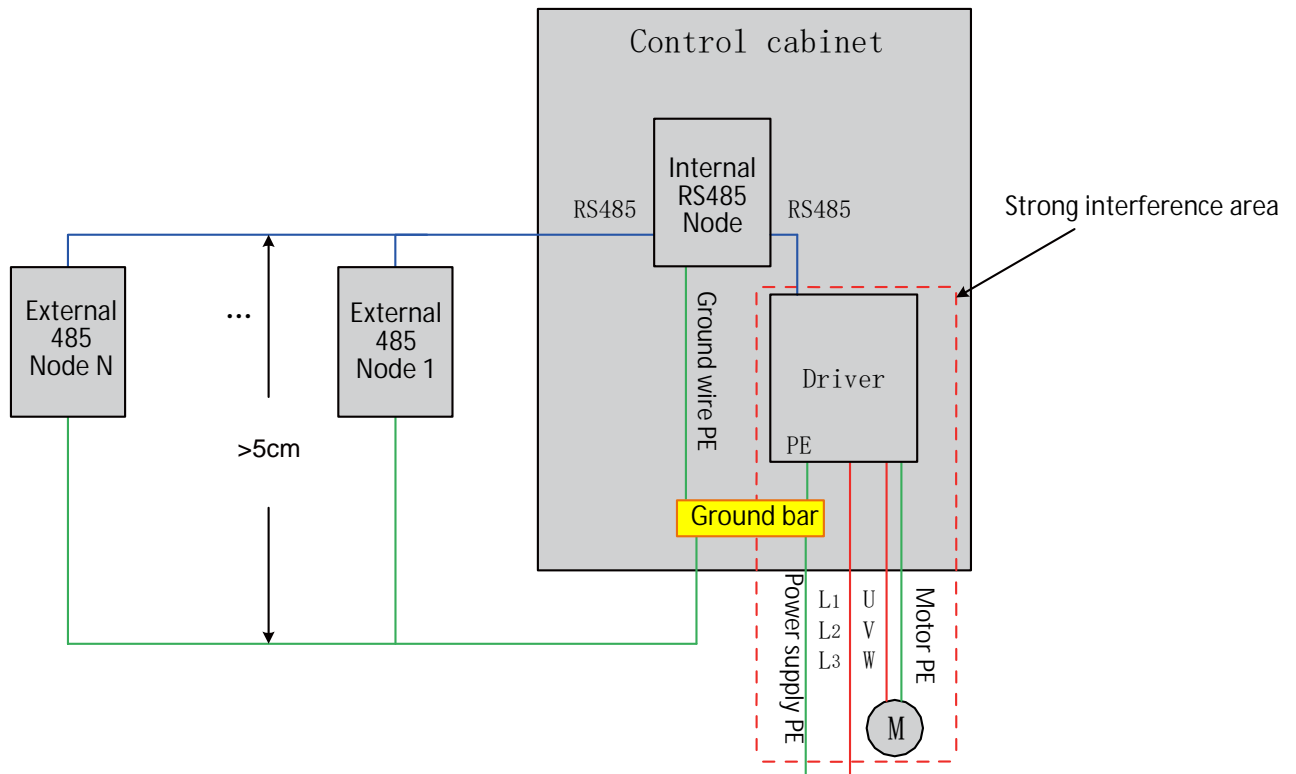 Control cabinet
Internal
RS485
Node
RS485
RS485
Strong interference area
External
485
Node N
...
External
485
Node 1
>5cm
Ground wire PE
Driver
PE
Ground bar
Power supply PE
L1
L2
L3
U
V
W
Motor PE
M